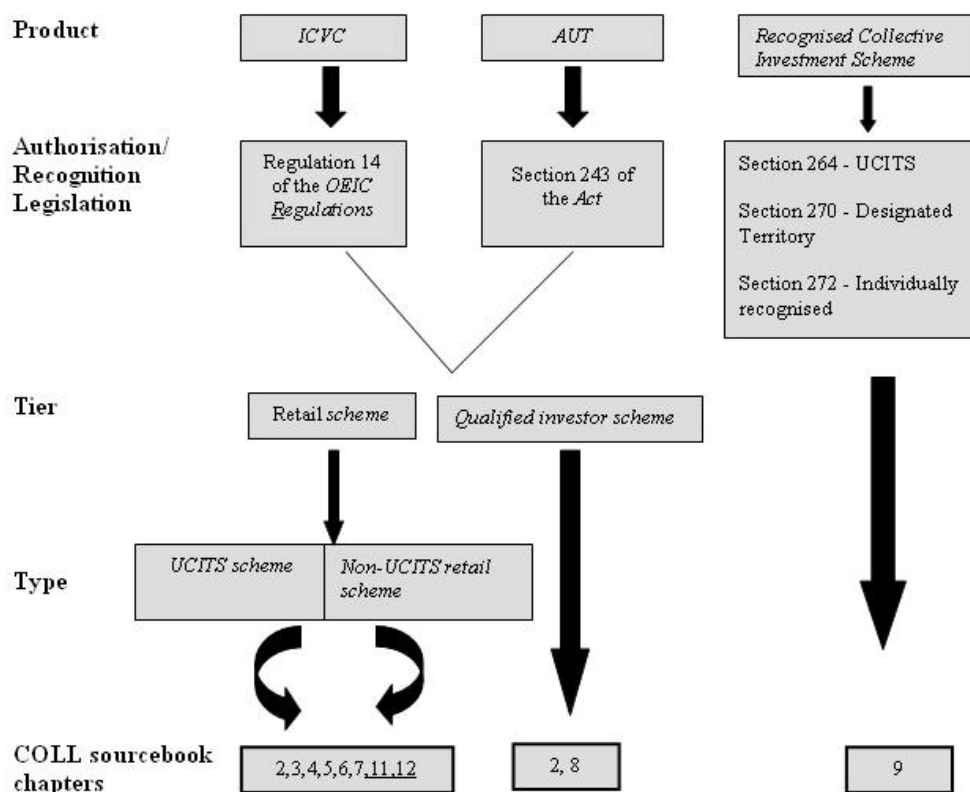 Product
ICVC
AUT
Recognised Collective
Investment Scheme
Authorisation/
Recognition
Legislation
Regulation 14
of the OEIC
Regulations
Section 243 of
the Act
Section 264 - UCITS
Section 270 - Designated
Territory
Section 272 - Individually
recognised
Tier
Retail scheme
Qualified investor scheme
Type
UCITS scheme
Non-UCITS retail
scheme
COLL sourcebook
chapters
2,3,4,5,6,7,11,12
2, 8
9